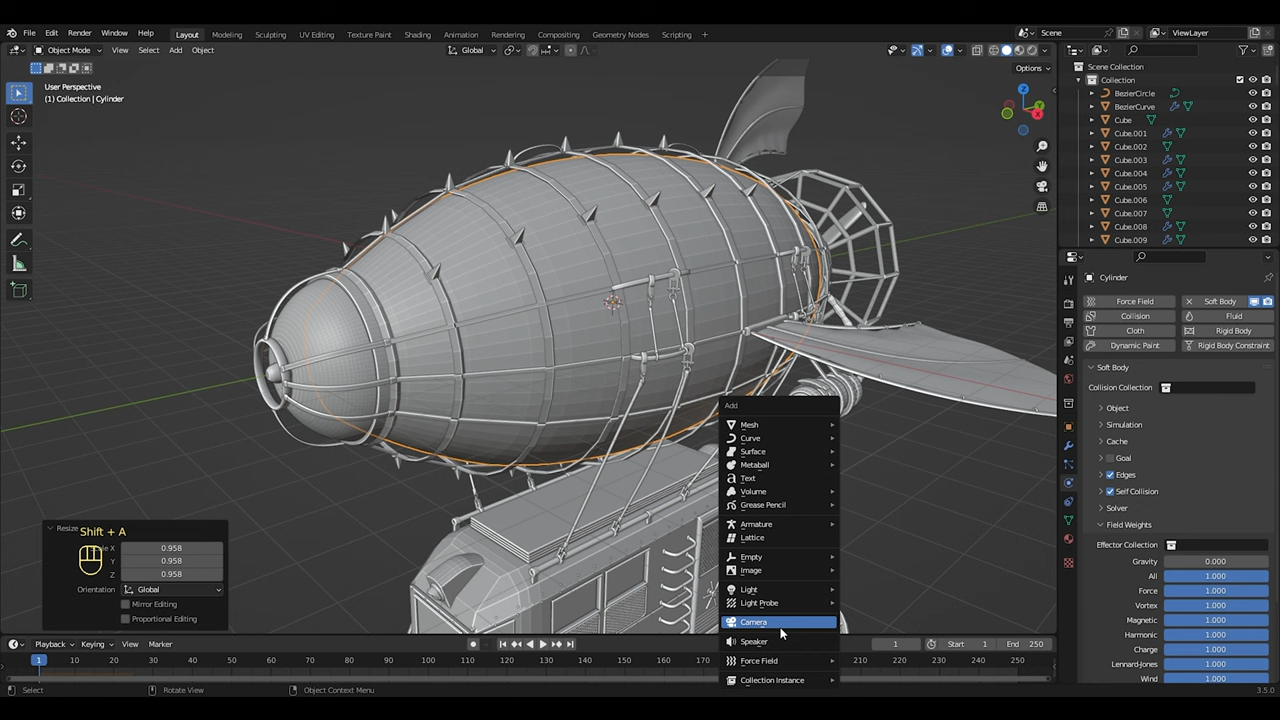 File Edit Render Window Help Layout Modeling Sculpting UV Editing Texture Paint Shading Animation Rendering Compositing Geometry Nodes Scripting + Scene ViewLayer
Object Mode View Select Add Object Global
Options
User Perspective
(1) Collection | Cylinder
Scene Collection
Collection
BezierCircle
BezierCurve
Cube
Cube.001
Cube.002
Cube.003
Cube.004
Cube.005
Cube.006
Cube.007
Cube.008
Cube.009
Cylinder
Force Field Soft Body
Collision Fluid
Cloth Rigid Body
Dynamic Paint Rigid Body Constraint
Soft Body
Collision Collection
Object
Simulation
Cache
Goal
Edges
Self Collision
Solver
Field Weights
Effector Collection
Gravity 0.000
All 1.000
Force 1.000
Vortex 1.000
Magnetic 1.000
Harmonic 1.000
Charge 1.000
Lennard-Jones 1.000
Wind 1.000
Add
Mesh
Curve
Surface
Metaball
Text
Volume
Grease Pencil
Armature
Lattice
Empty
Image
Light
Light Probe
Camera
Speaker
Force Field
Collection Instance
Resize
Shift + A
X 0.958
Y 0.958
Z 0.958
Orientation Global
Mirror Editing
Proportional Editing
Playback Keying View Marker 1 Start 1 End 250
1 20 30 40 50 60 70 80 90 100 110 120 130 140 150 160 170 210 220 230 240 250
Select Rotate View Object Context Menu 3.5.0